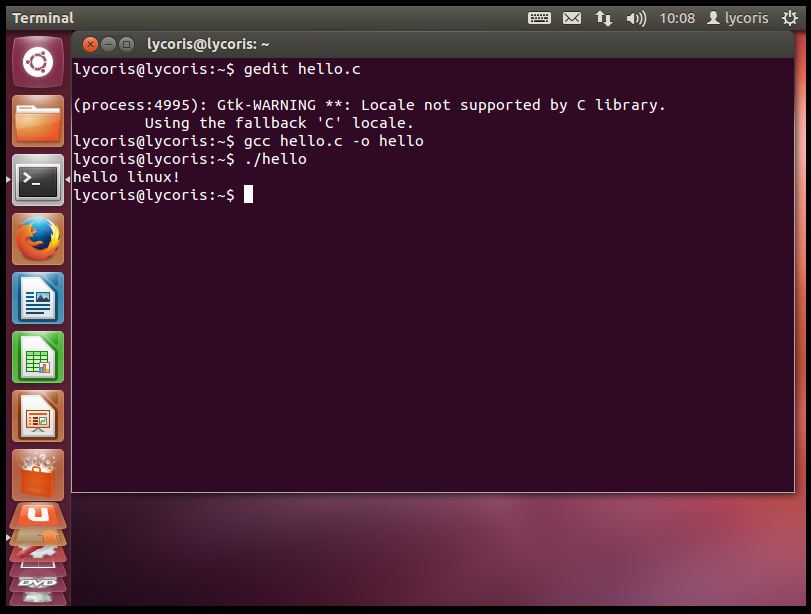 Terminal
10:08
lycoris
lycoris@lycoris: ~
lycoris@lycoris:~$ gedit hello.c
(process:4995): Gtk-WARNING **: Locale not supported by C library.
Using the fallback 'C' locale.
lycoris@lycoris:~$ gcc hello.c -o hello
lycoris@lycoris:~$ ./hello
hello linux!
lycoris@lycoris:~$
>_
U
DVD